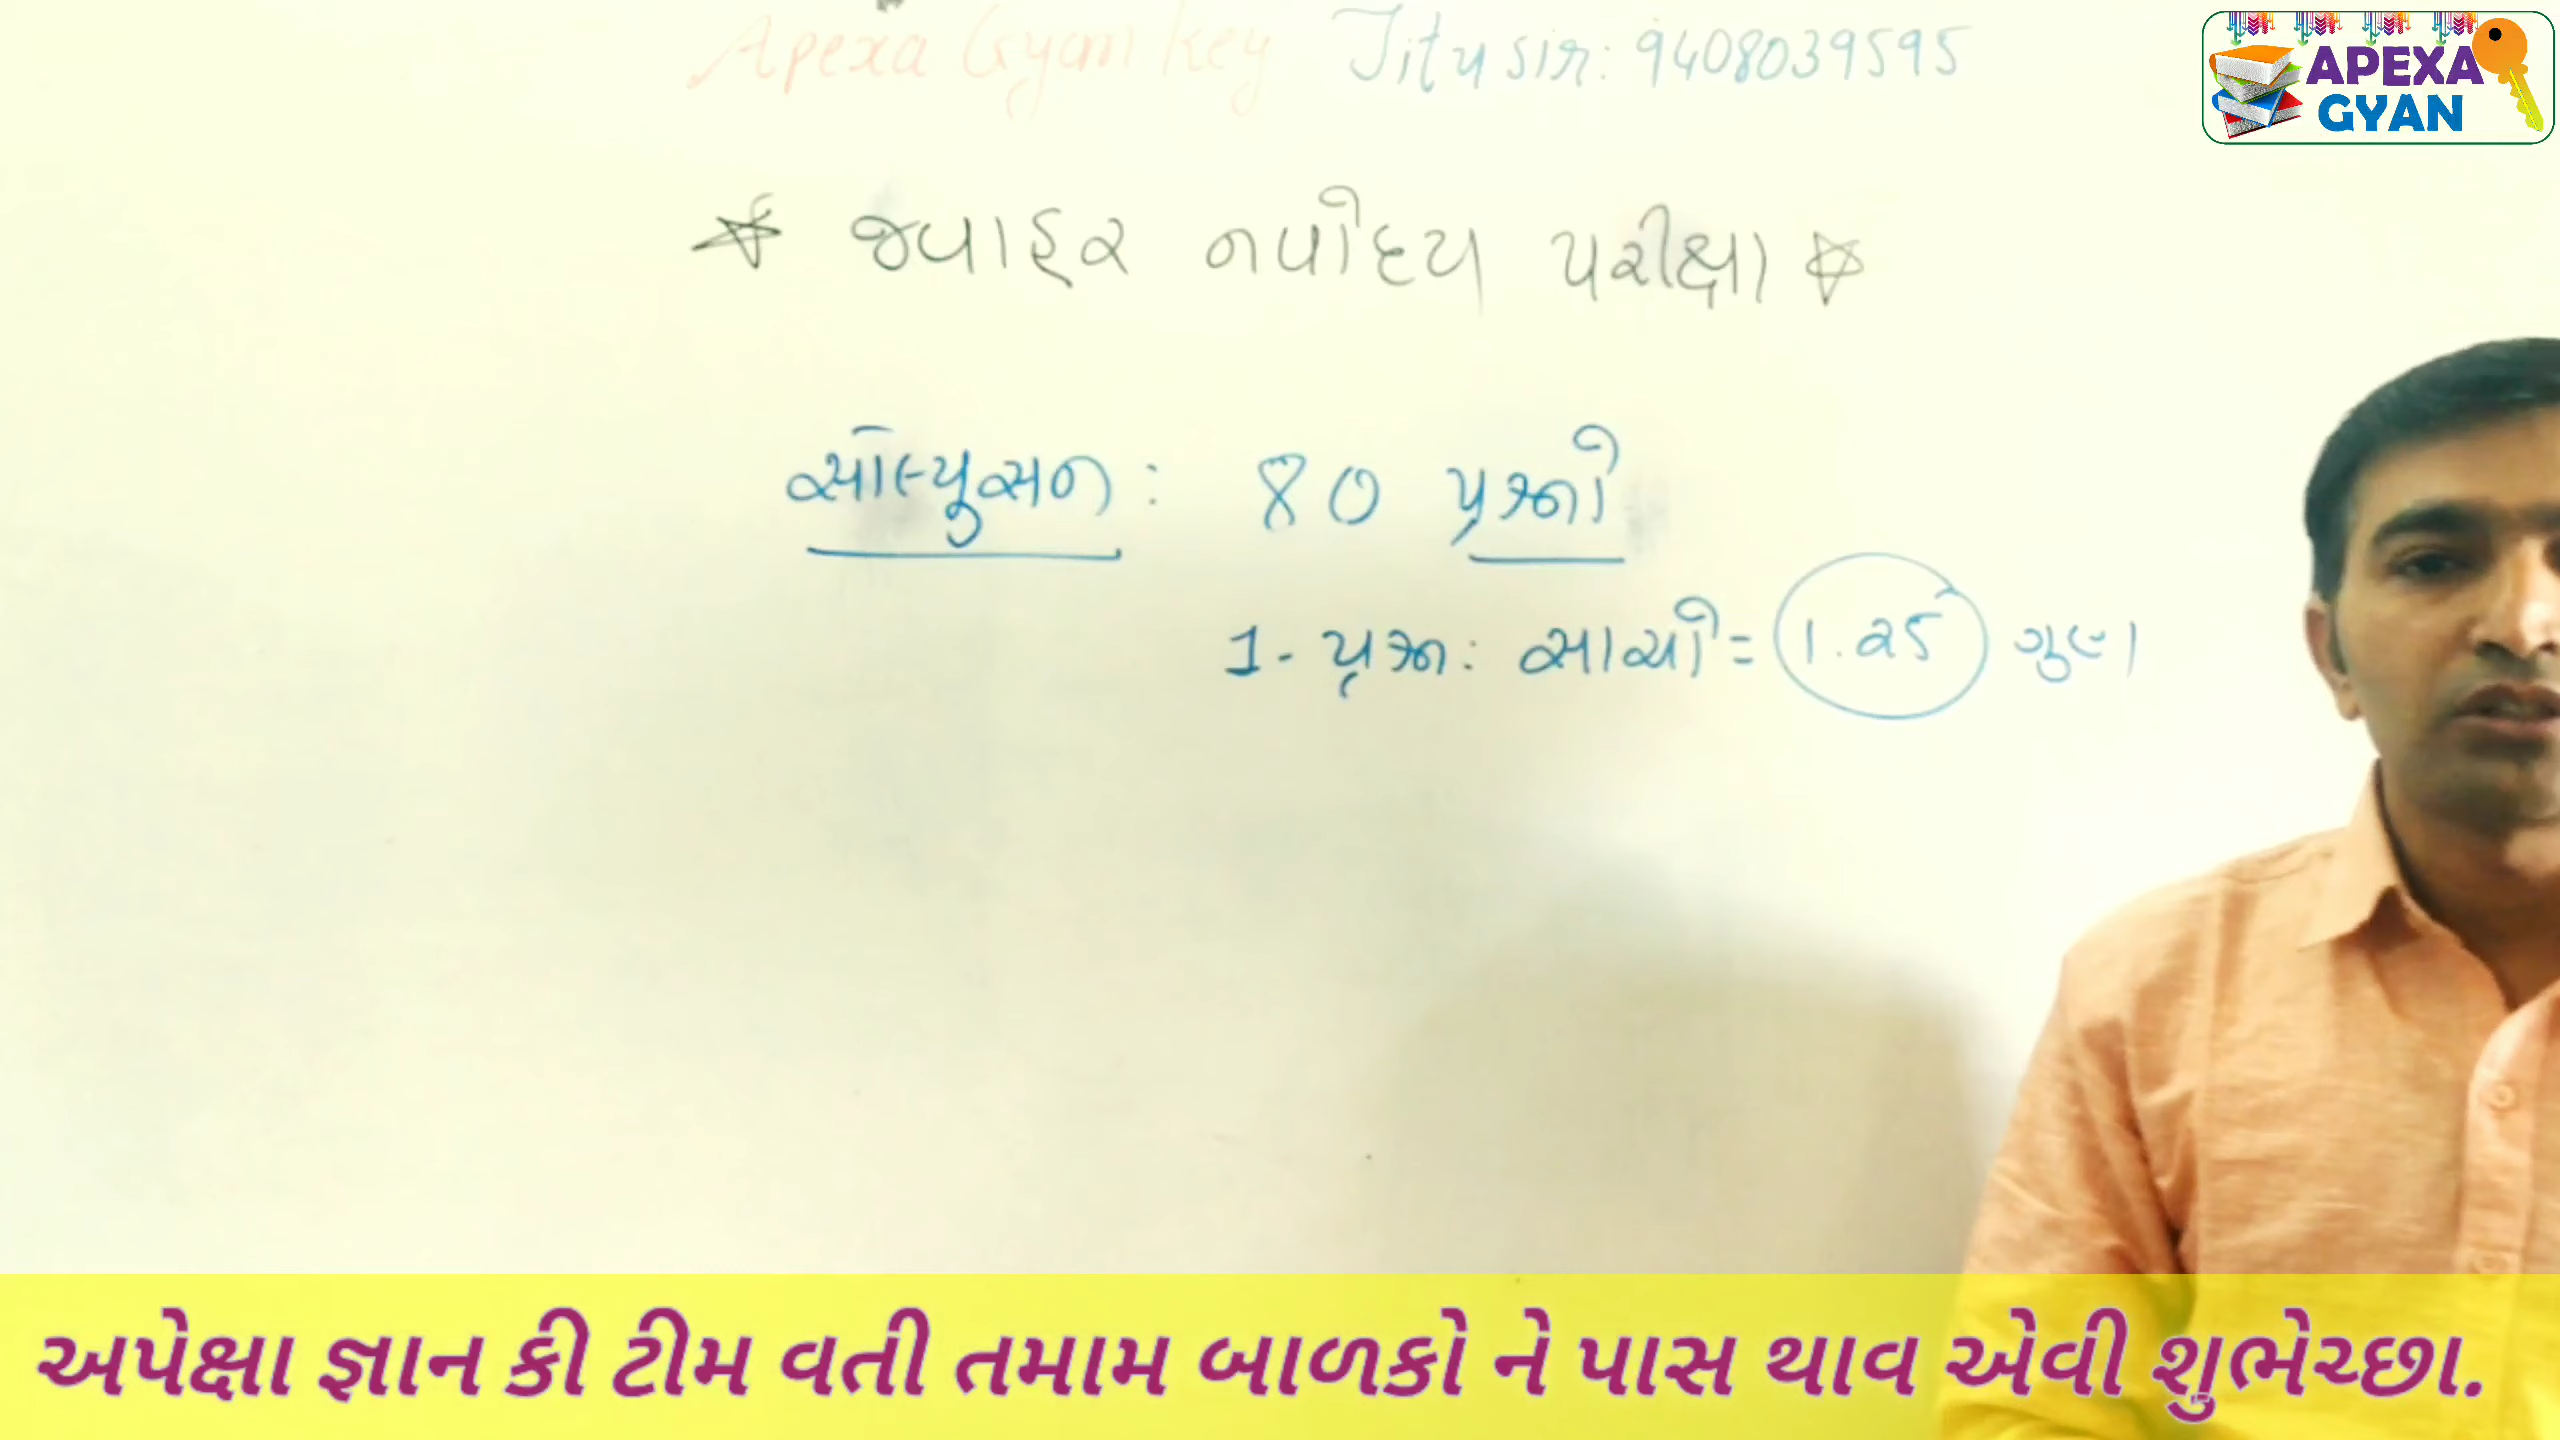 Apexa Gyan key Jitu sir: 9408039595
APEXA
GYAN
જવાહર નવોદય પરીક્ષા
સોલ્યુસન: 80 પ્રશ્નો
1- પ્રશ્ન: સાચો = 1.25 ગુણ
અપેક્ષા જ્ઞાન કી ટીમ વતી તમામ બાળકો ને પાસ થાવ એવી શુભેચ્છા.